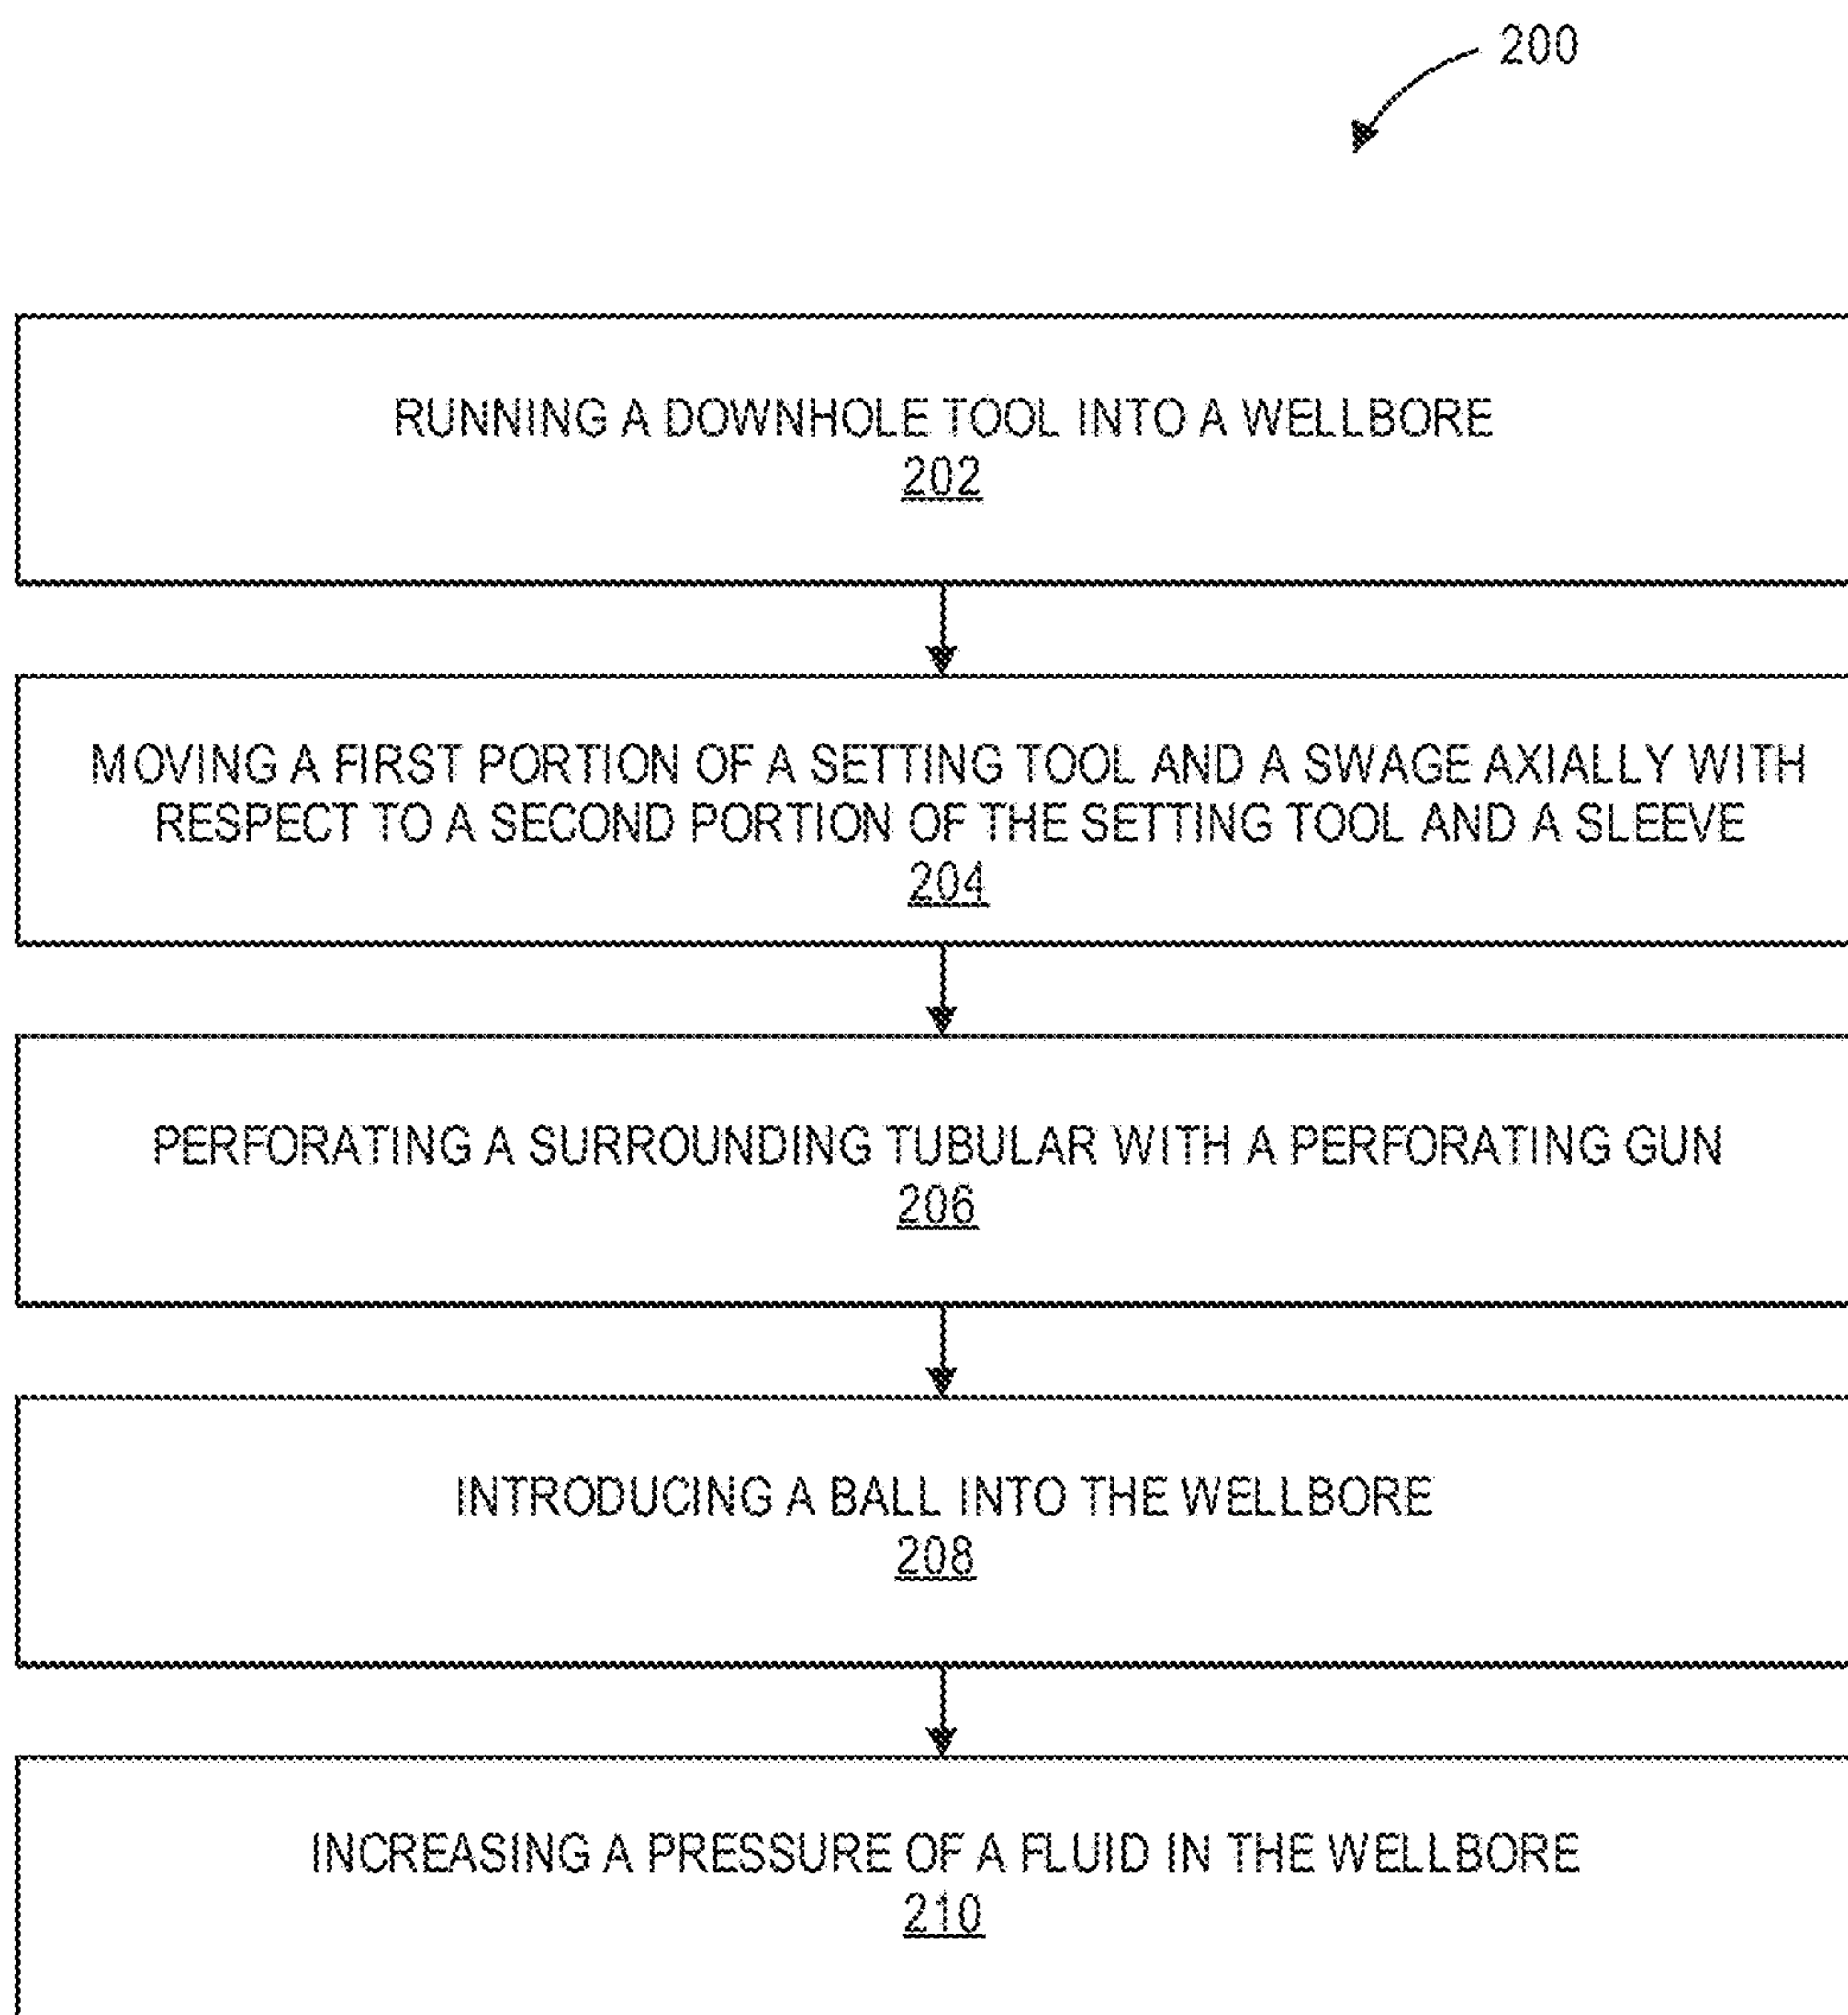 200
RUNNING A DOWNHOLE TOOL INTO A WELLBORE
202
MOVING A FIRST PORTION OF A SETTING TOOL AND A SWAGE AXIALLY WITH
RESPECT TO A SECOND PORTION OF THE SETTING TOOL AND A SLEEVE
204
PERFORATING A SURROUNDING TUBULAR WITH A PERFORATING GUN
206
INTRODUCING A BALL INTO THE WELLBORE
208
INCREASING A PRESSURE OF A FLUID IN THE WELLBORE
210